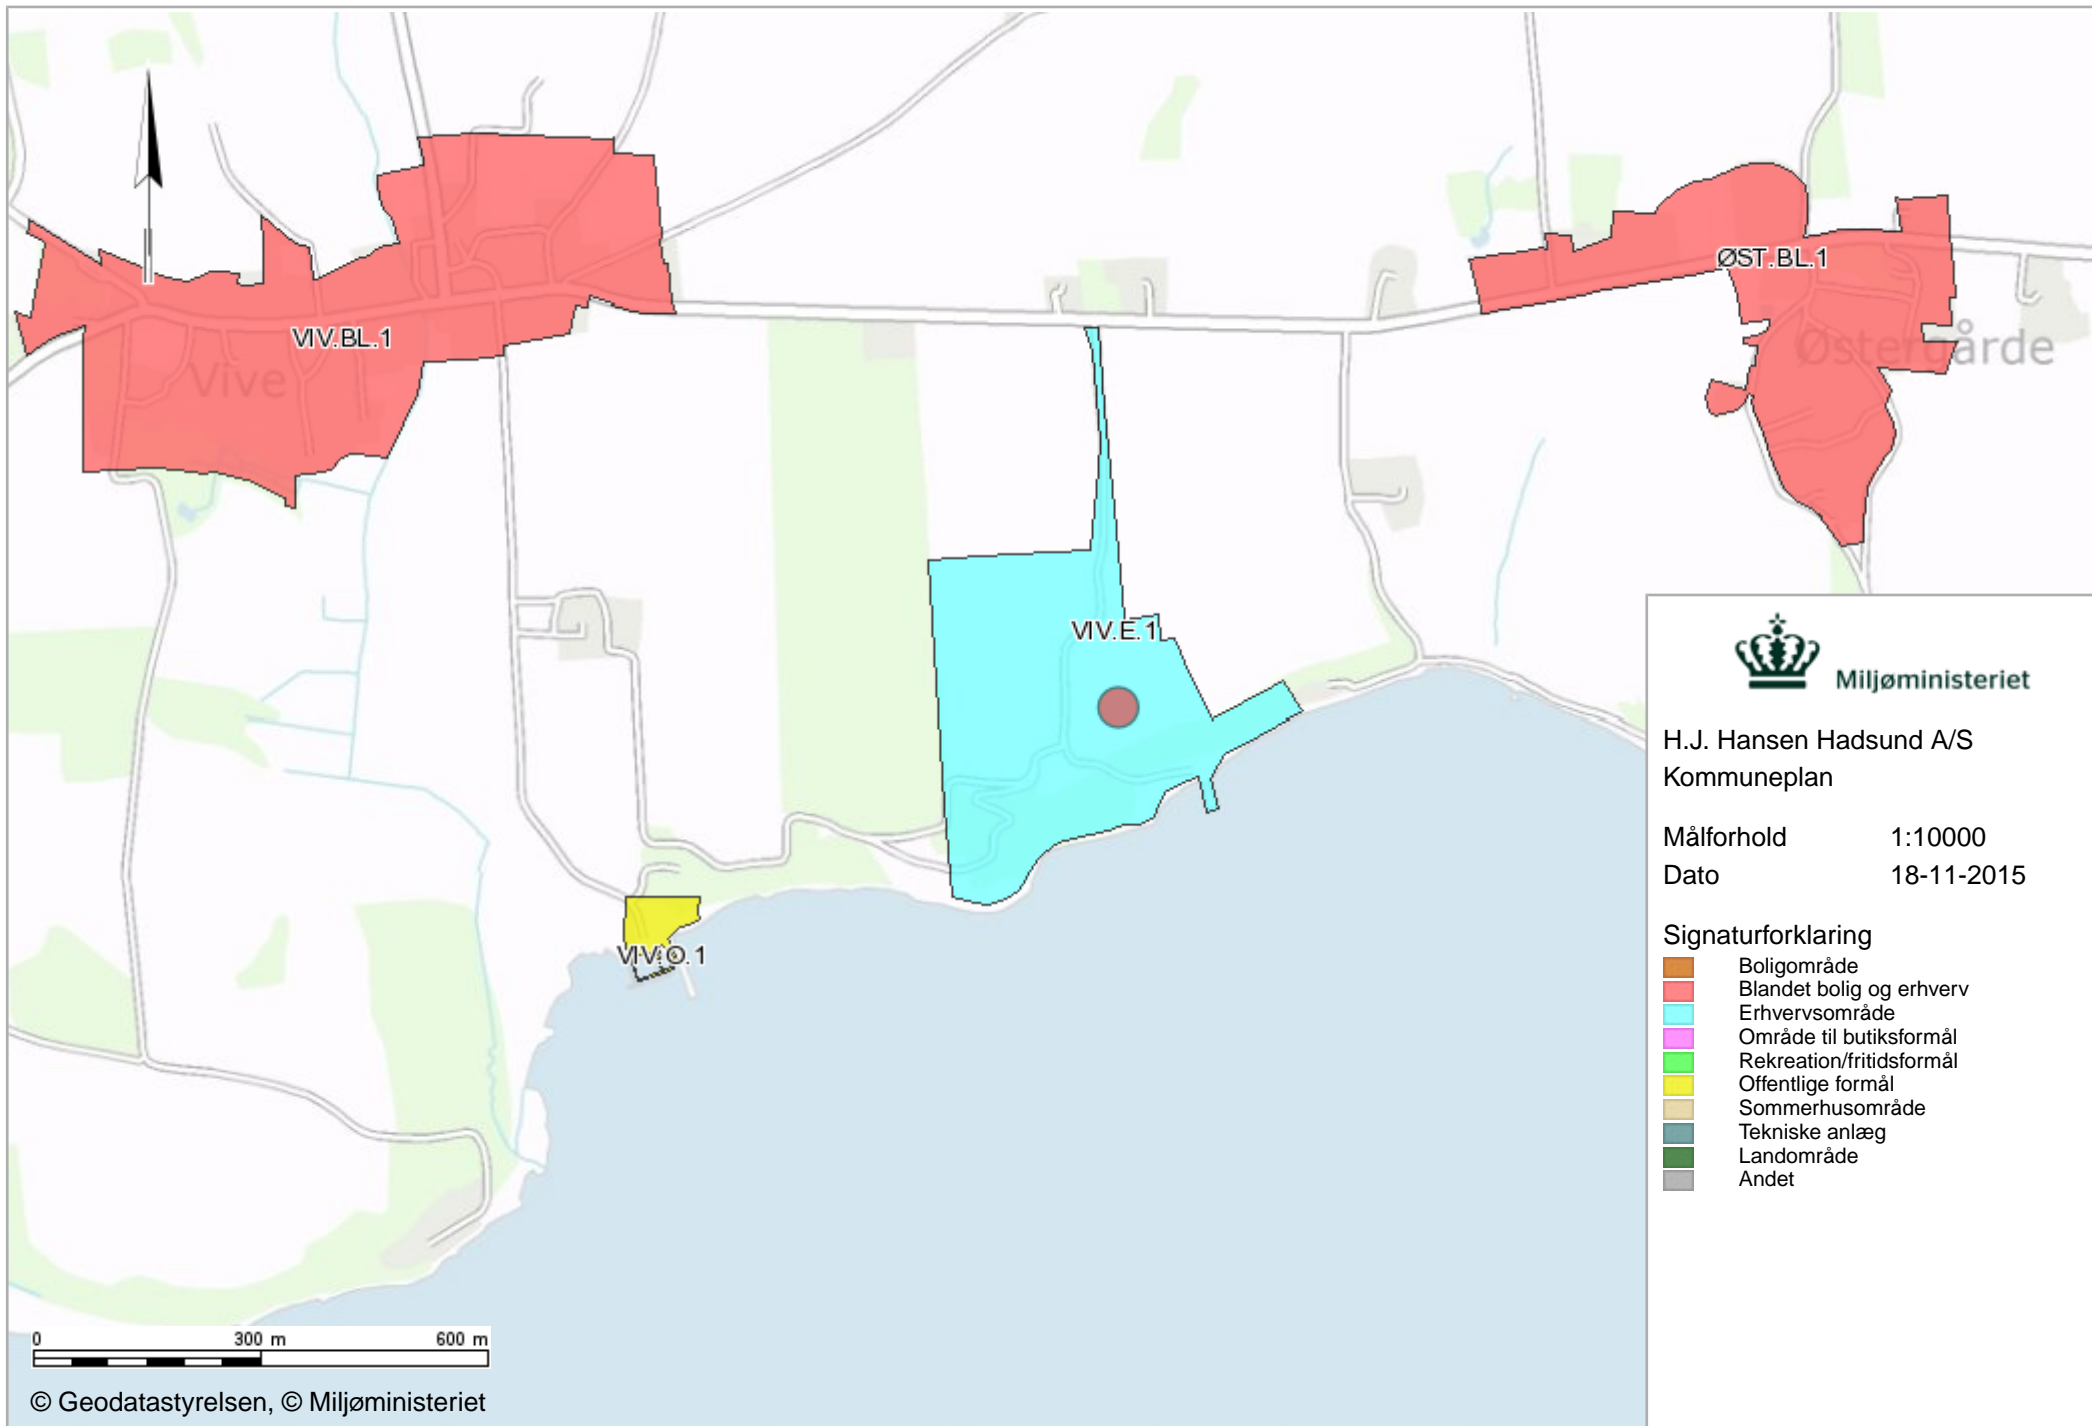 VIV.BL.1
Vive
ØST.BL.1
Østergårde
VIV.E.1
VIV.O.1
Miljøministeriet
H.J. Hansen Hadsund A/S
Kommuneplan
Målforhold 1:10000
Dato 18-11-2015
Signaturforklaring
Boligområde
Blandet bolig og erhverv
Erhvervsområde
Område til butiksformål
Rekreation/fritidsformål
Offentlige formål
Sommerhusområde
Tekniske anlæg
Landområde
Andet
0 300 m 600 m
© Geodatastyrelsen, © Miljøministeriet